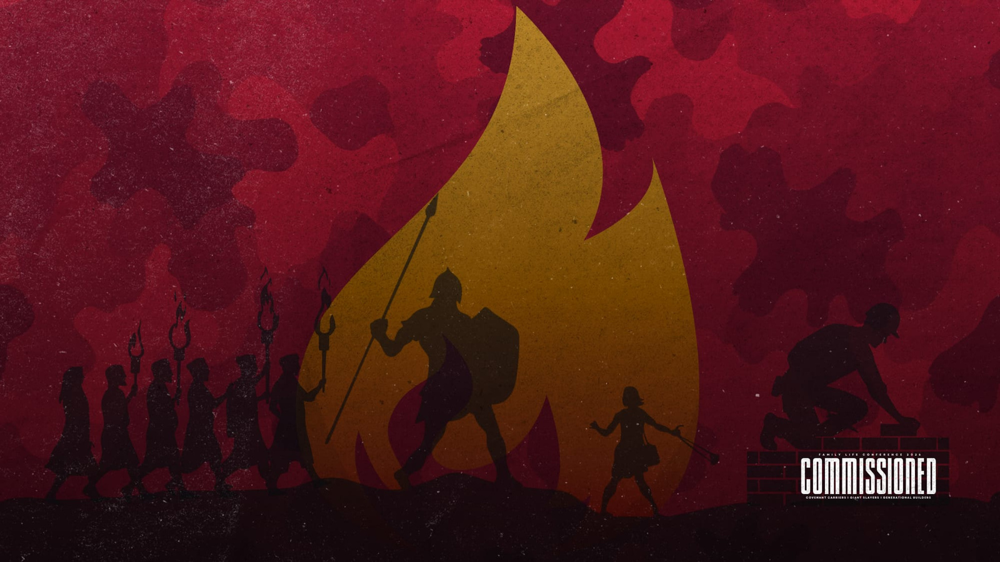 FAMILY LIFE CONFERENCE 2026
COMMISSIONED
COVENANT CARRIERS | GIANT SLAYERS | GENERATIONAL BUILDERS